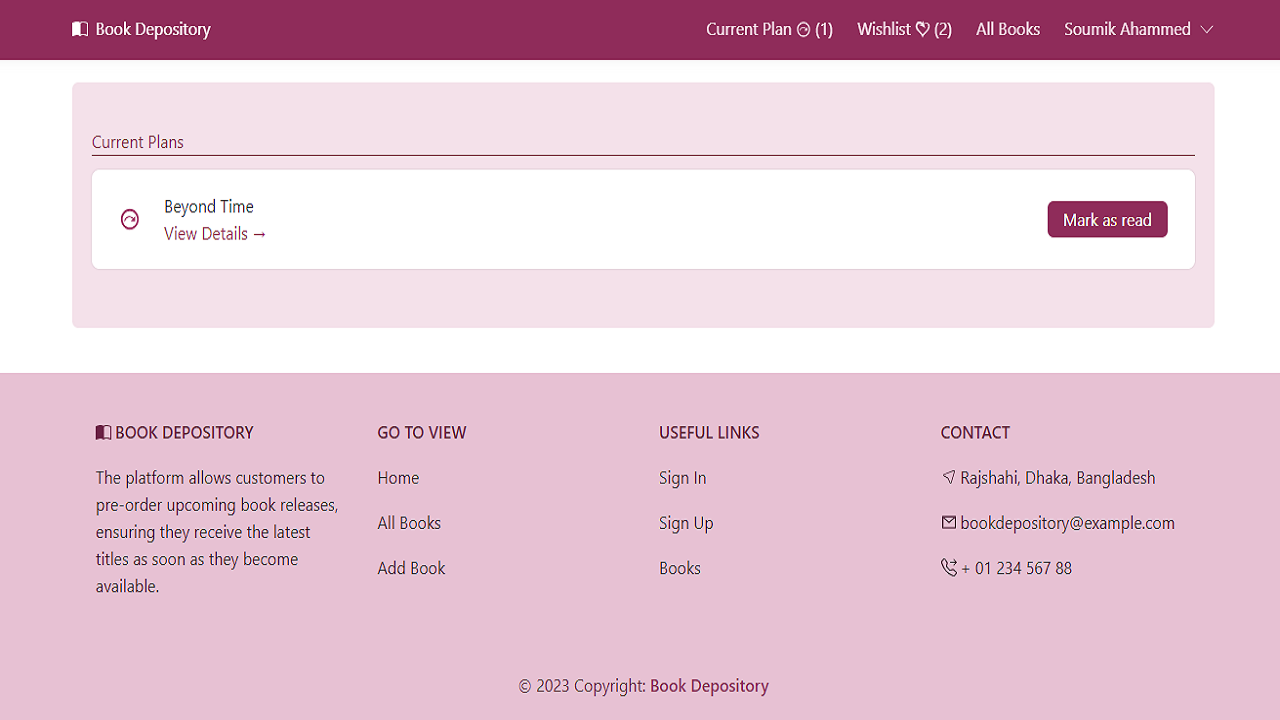 Book Depository
Current Plan (1) Wishlist (2) All Books Soumik Ahammed
Current Plans
Beyond Time
View Details →
Mark as read
BOOK DEPOSITORY
The platform allows customers to
pre-order upcoming book releases,
ensuring they receive the latest
titles as soon as they become
available.
GO TO VIEW
Home
All Books
Add Book
USEFUL LINKS
Sign In
Sign Up
Books
CONTACT
Rajshahi, Dhaka, Bangladesh
bookdepository@example.com
+ 01 234 567 88
© 2023 Copyright: Book Depository